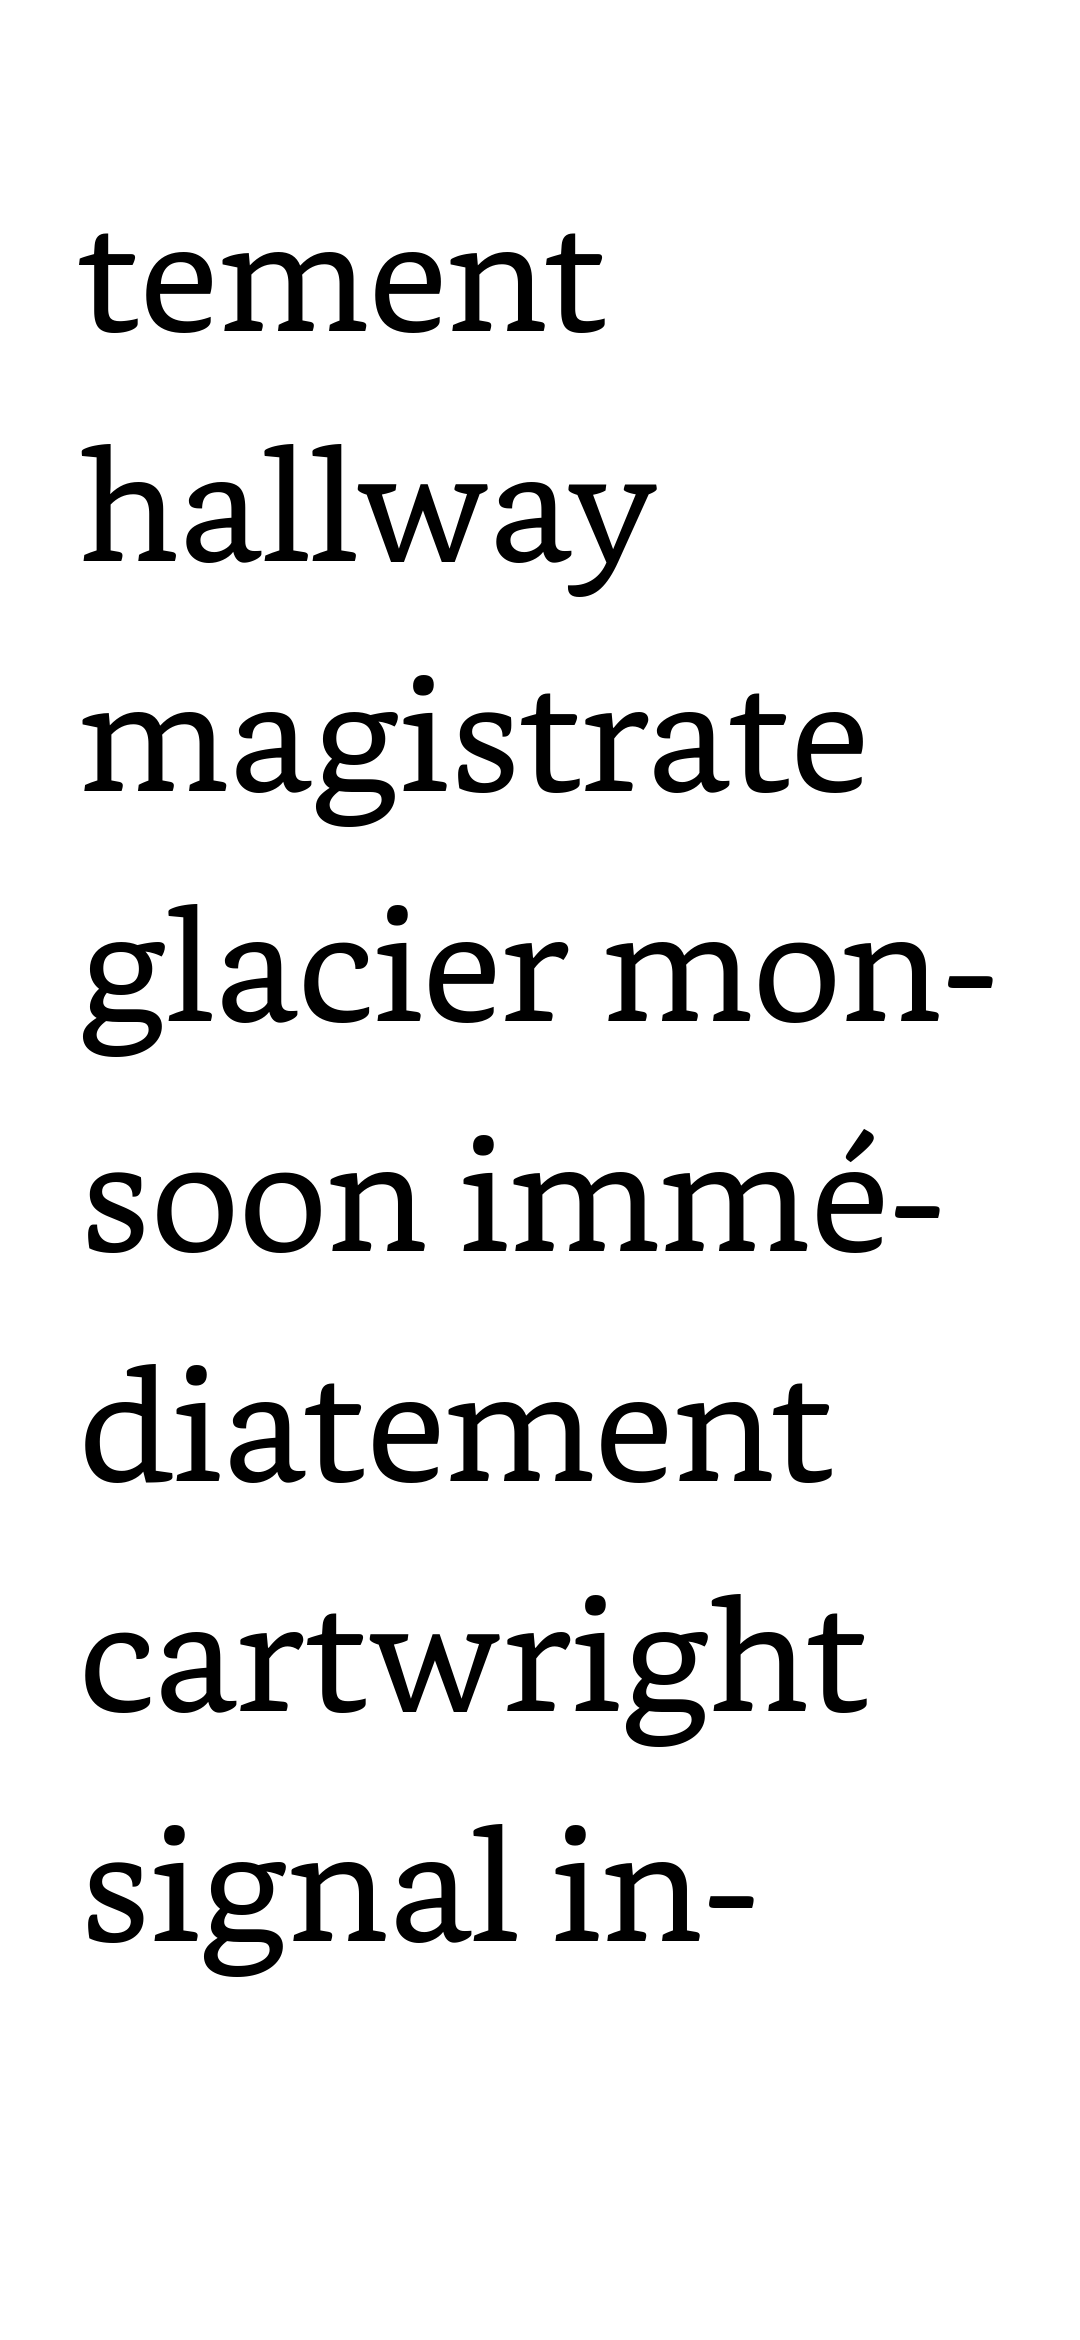 tement
hallway
magistrate
glacier mon-
soon immé-
diatement
cartwright
signal in-